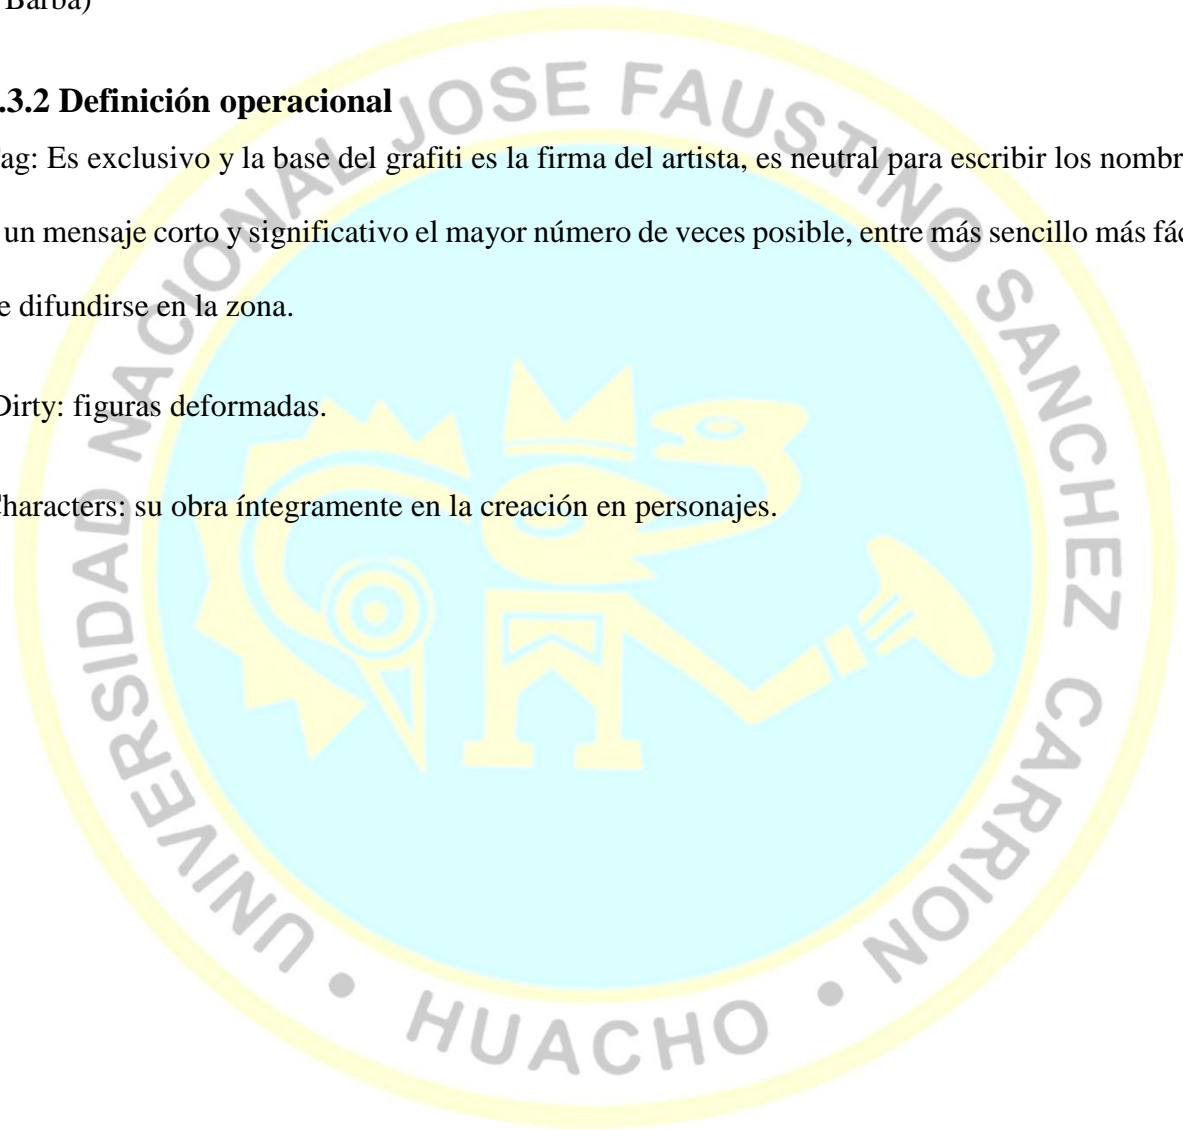 Barba)
.3.2 Definición operacional
ag: Es exclusivo y la base del grafiti es la firma del artista, es neutral para escribir los nombr
un mensaje corto y significativo el mayor número de veces posible, entre más sencillo más fác
e difundirse en la zona.
Dirty: figuras deformadas.
Characters: su obra íntegramente en la creación en personajes.
UNIVERSIDAD NACIONAL JOSE FAUSTINO SANCHEZ CARRION
• HUACHO •